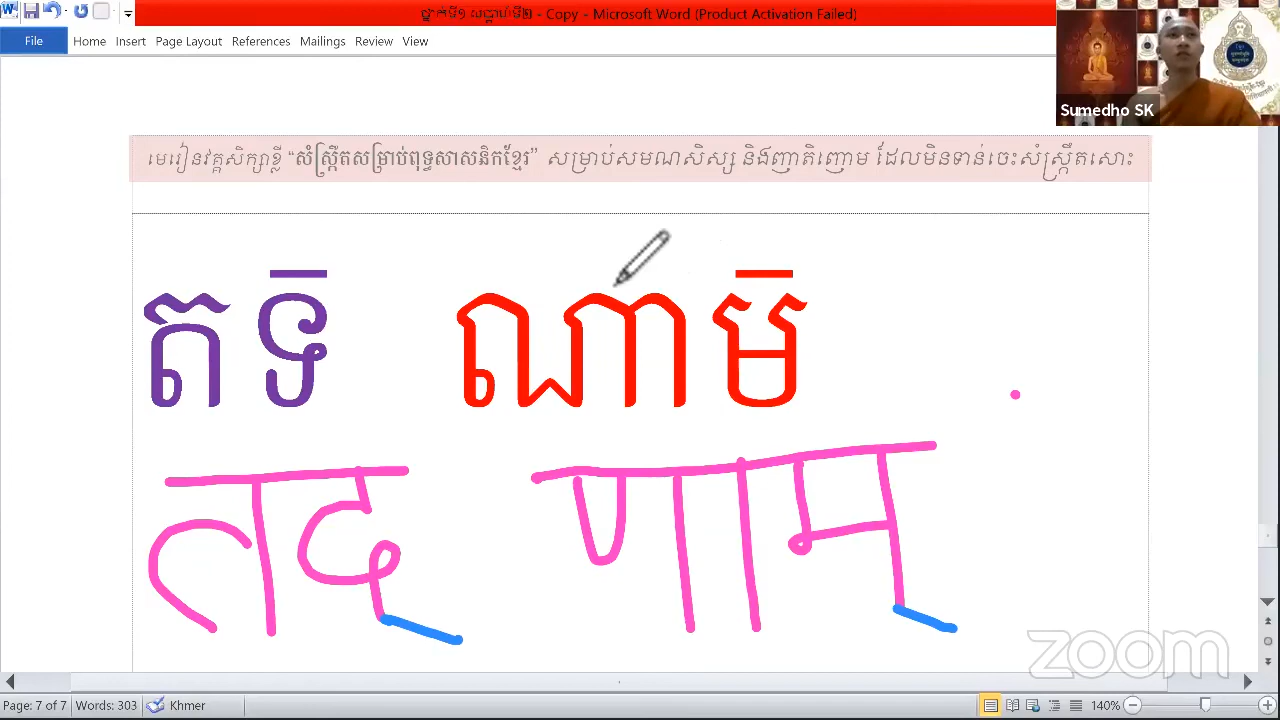 ថ្នាក់ទី១ សប្ដាហ៍ទី២ - Copy - Microsoft Word (Product Activation Failed)
File Home Insert Page Layout References Mailings Review View
Sumedho SK
មេរៀនវគ្គសិក្សាខ្លី “សំស្ក្រឹតសម្រាប់ពុទ្ធសាសនិកខ្មែរ” សម្រាប់សមណសិស្ស និងញាតិញោម ដែលមិនទាន់ចេះសំស្ក្រឹតសោះ
តទ៑ ណាម៑
तद् णाम्
zoom
Page: 7 of 7 Words: 303 Khmer 140%